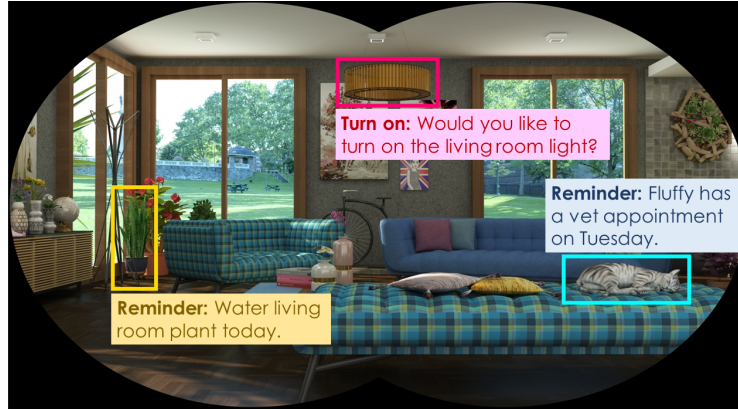 Turn on: Would you like to
turn on the living room light?
Reminder: Fluffy has
a vet appointment
on Tuesday.
Reminder: Water living
room plant today.